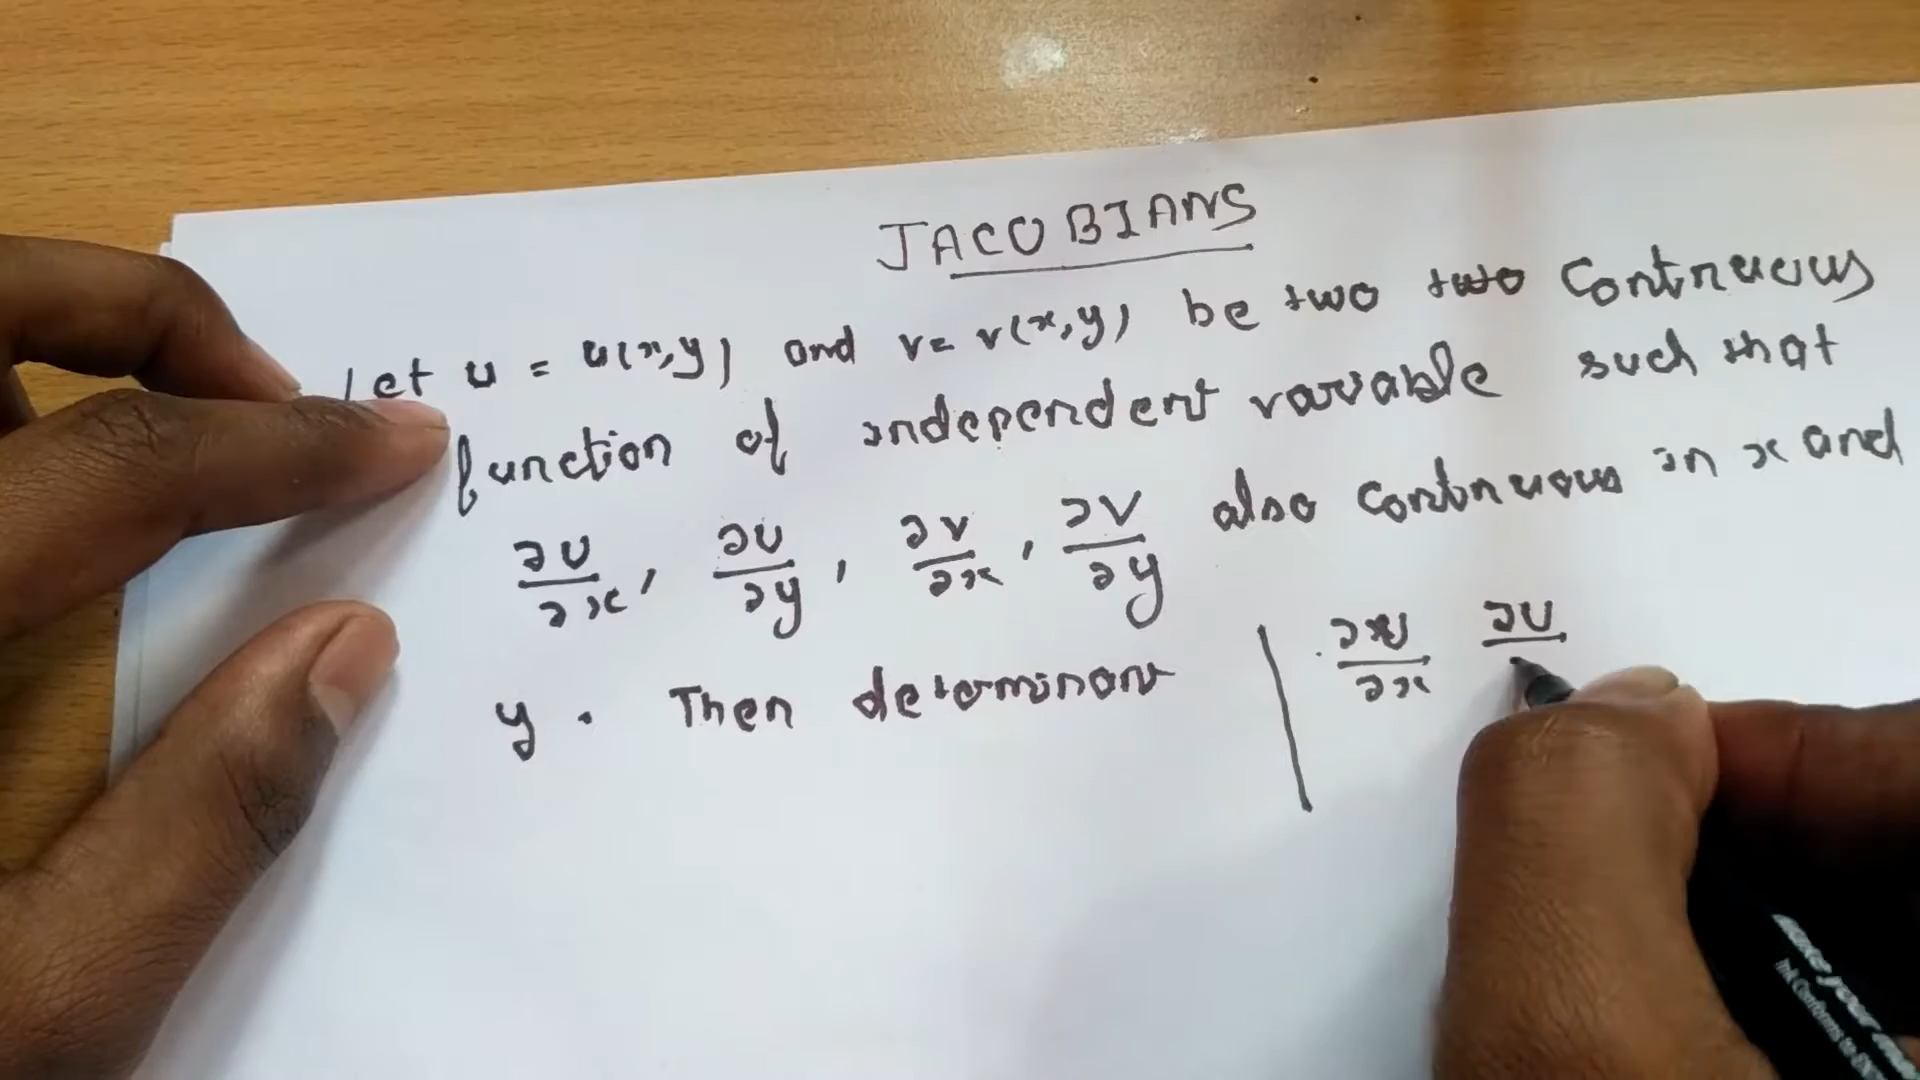 JACOBIANS
Let u = u(x,y) and v= v(x,y) be two two continuous
function of independent variable such that
∂U/∂x, ∂U/∂y, ∂V/∂x, ∂V/∂y also continuous in x and
y. Then determinant | ∂U/∂x ∂U/